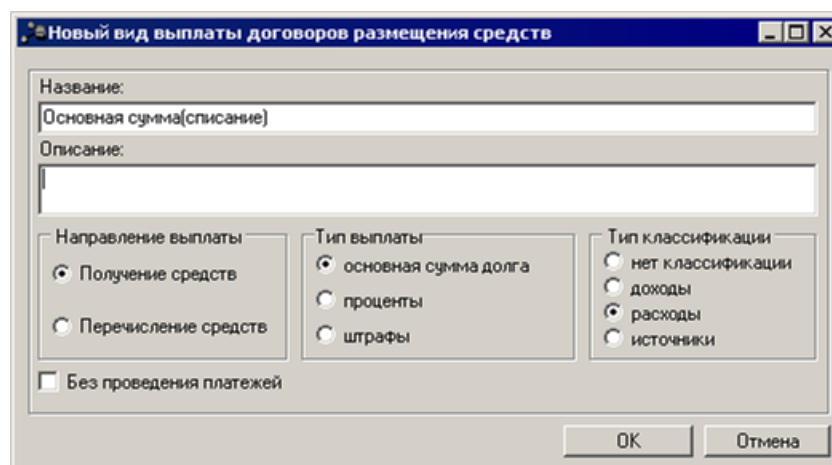 Новый вид выплаты договоров размещения средств
Название:
Основная сумма(списание)
Описание:
Направление выплаты
Получение средств
Перечисление средств
Тип выплаты
основная сумма долга
проценты
штрафы
Тип классификации
нет классификации
доходы
расходы
источники
Без проведения платежей
OK
Отмена